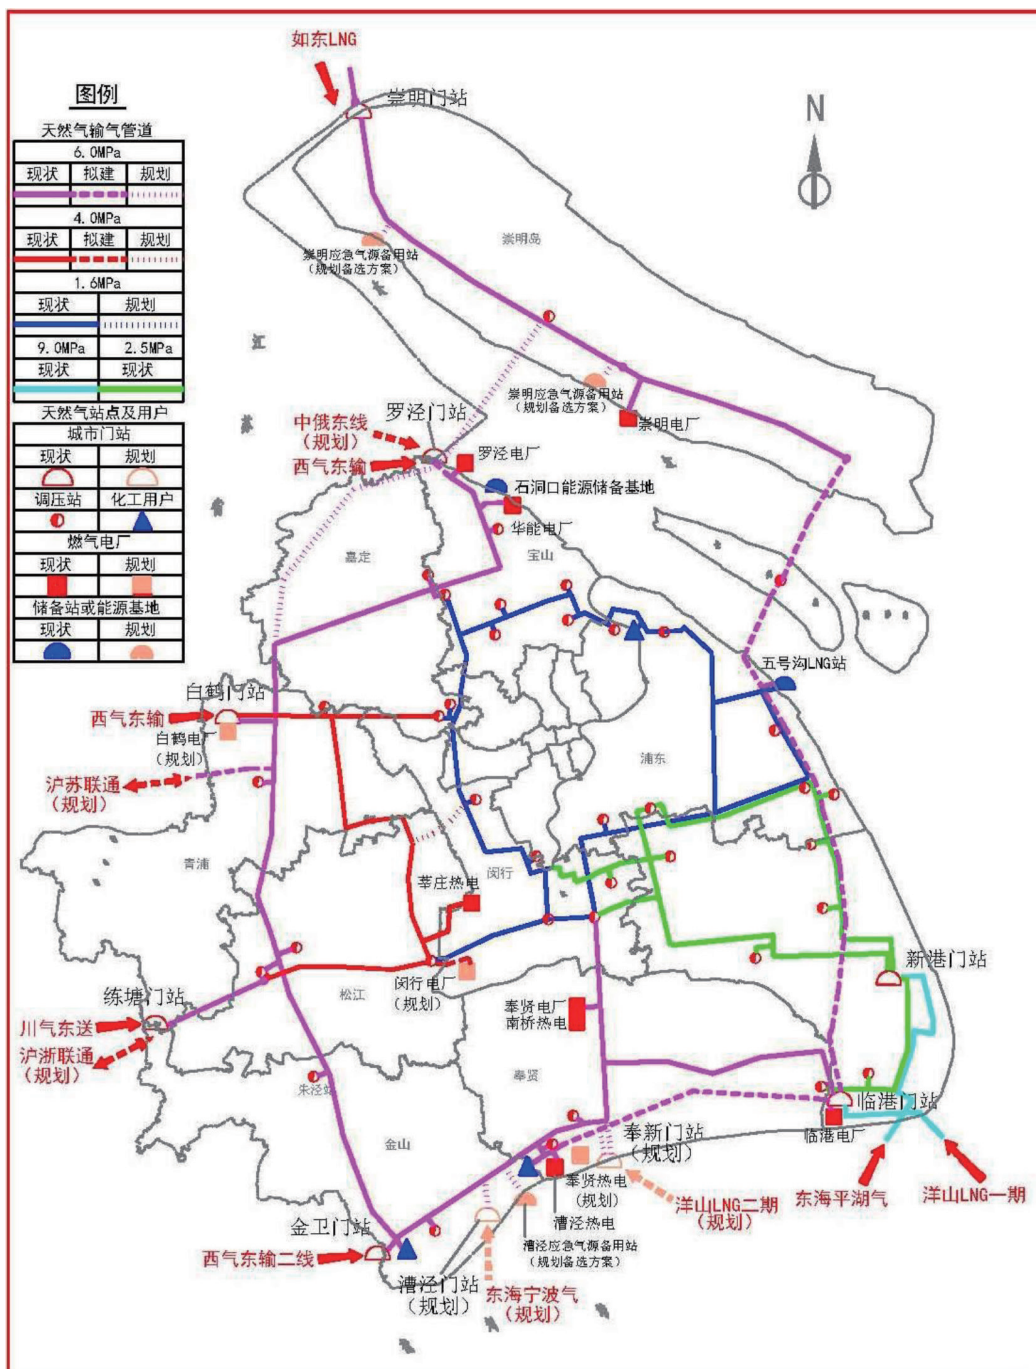 如东LNG
图例
崇明门站
N
天然气输气管道
6.0MPa
现状 拟建 规划
4.0MPa
现状 拟建 规划
1.6MPa
现状 规划
9.0MPa 2.5MPa
现状 现状
天然气站点及用户
城市门站
现状 规划
调压站 化工用户
燃气电厂
现状 规划
储备站或能源基地
现状 规划
崇明岛
崇明应急气源备用站
(规划备选方案)
江
苏
省
崇明应急气源备用站
(规划备选方案)
崇明电厂
罗泾门站
中俄东线
(规划)
西气东输
罗泾电厂
石洞口能源储备基地
华能电厂
嘉定
宝山
五号沟LNG站
白鹤门站
西气东输
白鹤电厂
(规划)
浦东
沪苏联通
(规划)
青浦
莘庄热电
闵行
新港门站
闵行电厂
(规划)
松江
练塘门站
川气东送
沪浙联通
(规划)
奉贤电厂
南桥热电
奉贤
朱泾站
临港门站
临港电厂
金山
奉新门站
(规划)
奉贤热电
(规划)
漕泾热电
洋山LNG二期
(规划)
东海平湖气
洋山LNG一期
金卫门站
西气东输二线
漕泾应急气源备用站
(规划备选方案)
漕泾门站
(规划)
东海宁波气
(规划)